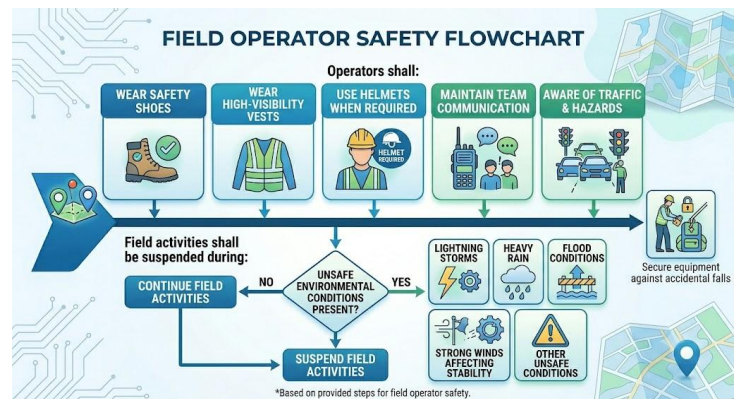 FIELD OPERATOR SAFETY FLOWCHART
Operators shall:
WEAR SAFETY
SHOES
WEAR
HIGH-VISIBILITY
VESTS
USE HELMETS
WHEN REQUIRED
HELMET
REQUIRED
MAINTAIN TEAM
COMMUNICATION
AWARE OF TRAFFIC
& HAZARDS
Secure equipment
against accidental falls
Field activities shall
be suspended during:
CONTINUE FIELD
ACTIVITIES
NO
UNSAFE
ENVIRONMENTAL
CONDITIONS
PRESENT?
YES
LIGHTNING
STORMS
HEAVY
RAIN
FLOOD
CONDITIONS
STRONG WINDS
AFFECTING
STABILITY
OTHER
UNSAFE
CONDITIONS
SUSPEND FIELD
ACTIVITIES
*Based on provided steps for field operator safety.